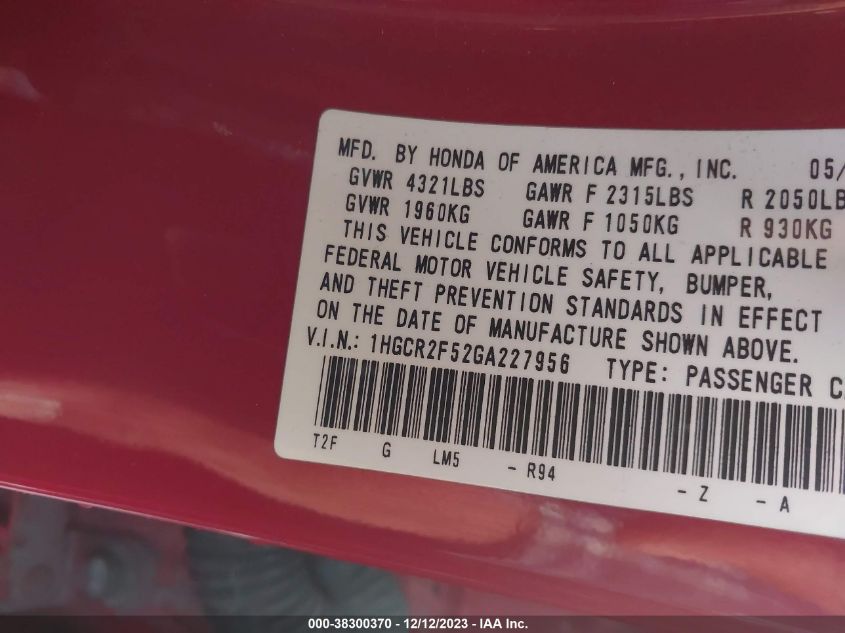 MFD. BY HONDA OF AMERICA MFG., INC. 05/
GVWR 4321LBS GAWR F 2315LBS R 2050LB
GVWR 1960KG GAWR F 1050KG R 930KG
THIS VEHICLE CONFORMS TO ALL APPLICABLE
FEDERAL MOTOR VEHICLE SAFETY, BUMPER,
AND THEFT PREVENTION STANDARDS IN EFFECT
ON THE DATE OF MANUFACTURE SHOWN ABOVE.
V.I.N.: 1HGCR2F52GA227956 TYPE: PASSENGER C
T2F G LM5 - R94 - Z - A
000-38300370 - 12/12/2023 - IAA Inc.